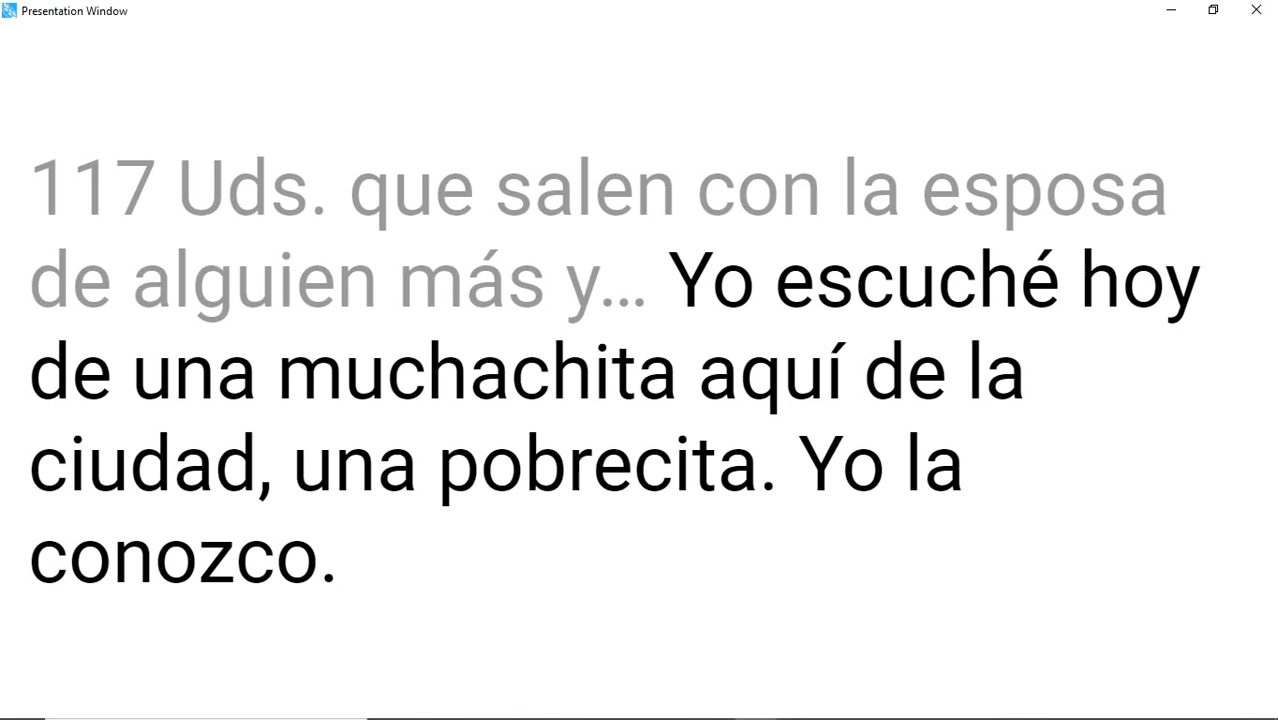 Presentation Window
117 Uds. que salen con la esposa
de alguien más y... Yo escuché hoy
de una muchachita aquí de la
ciudad, una pobrecita. Yo la
conozco.